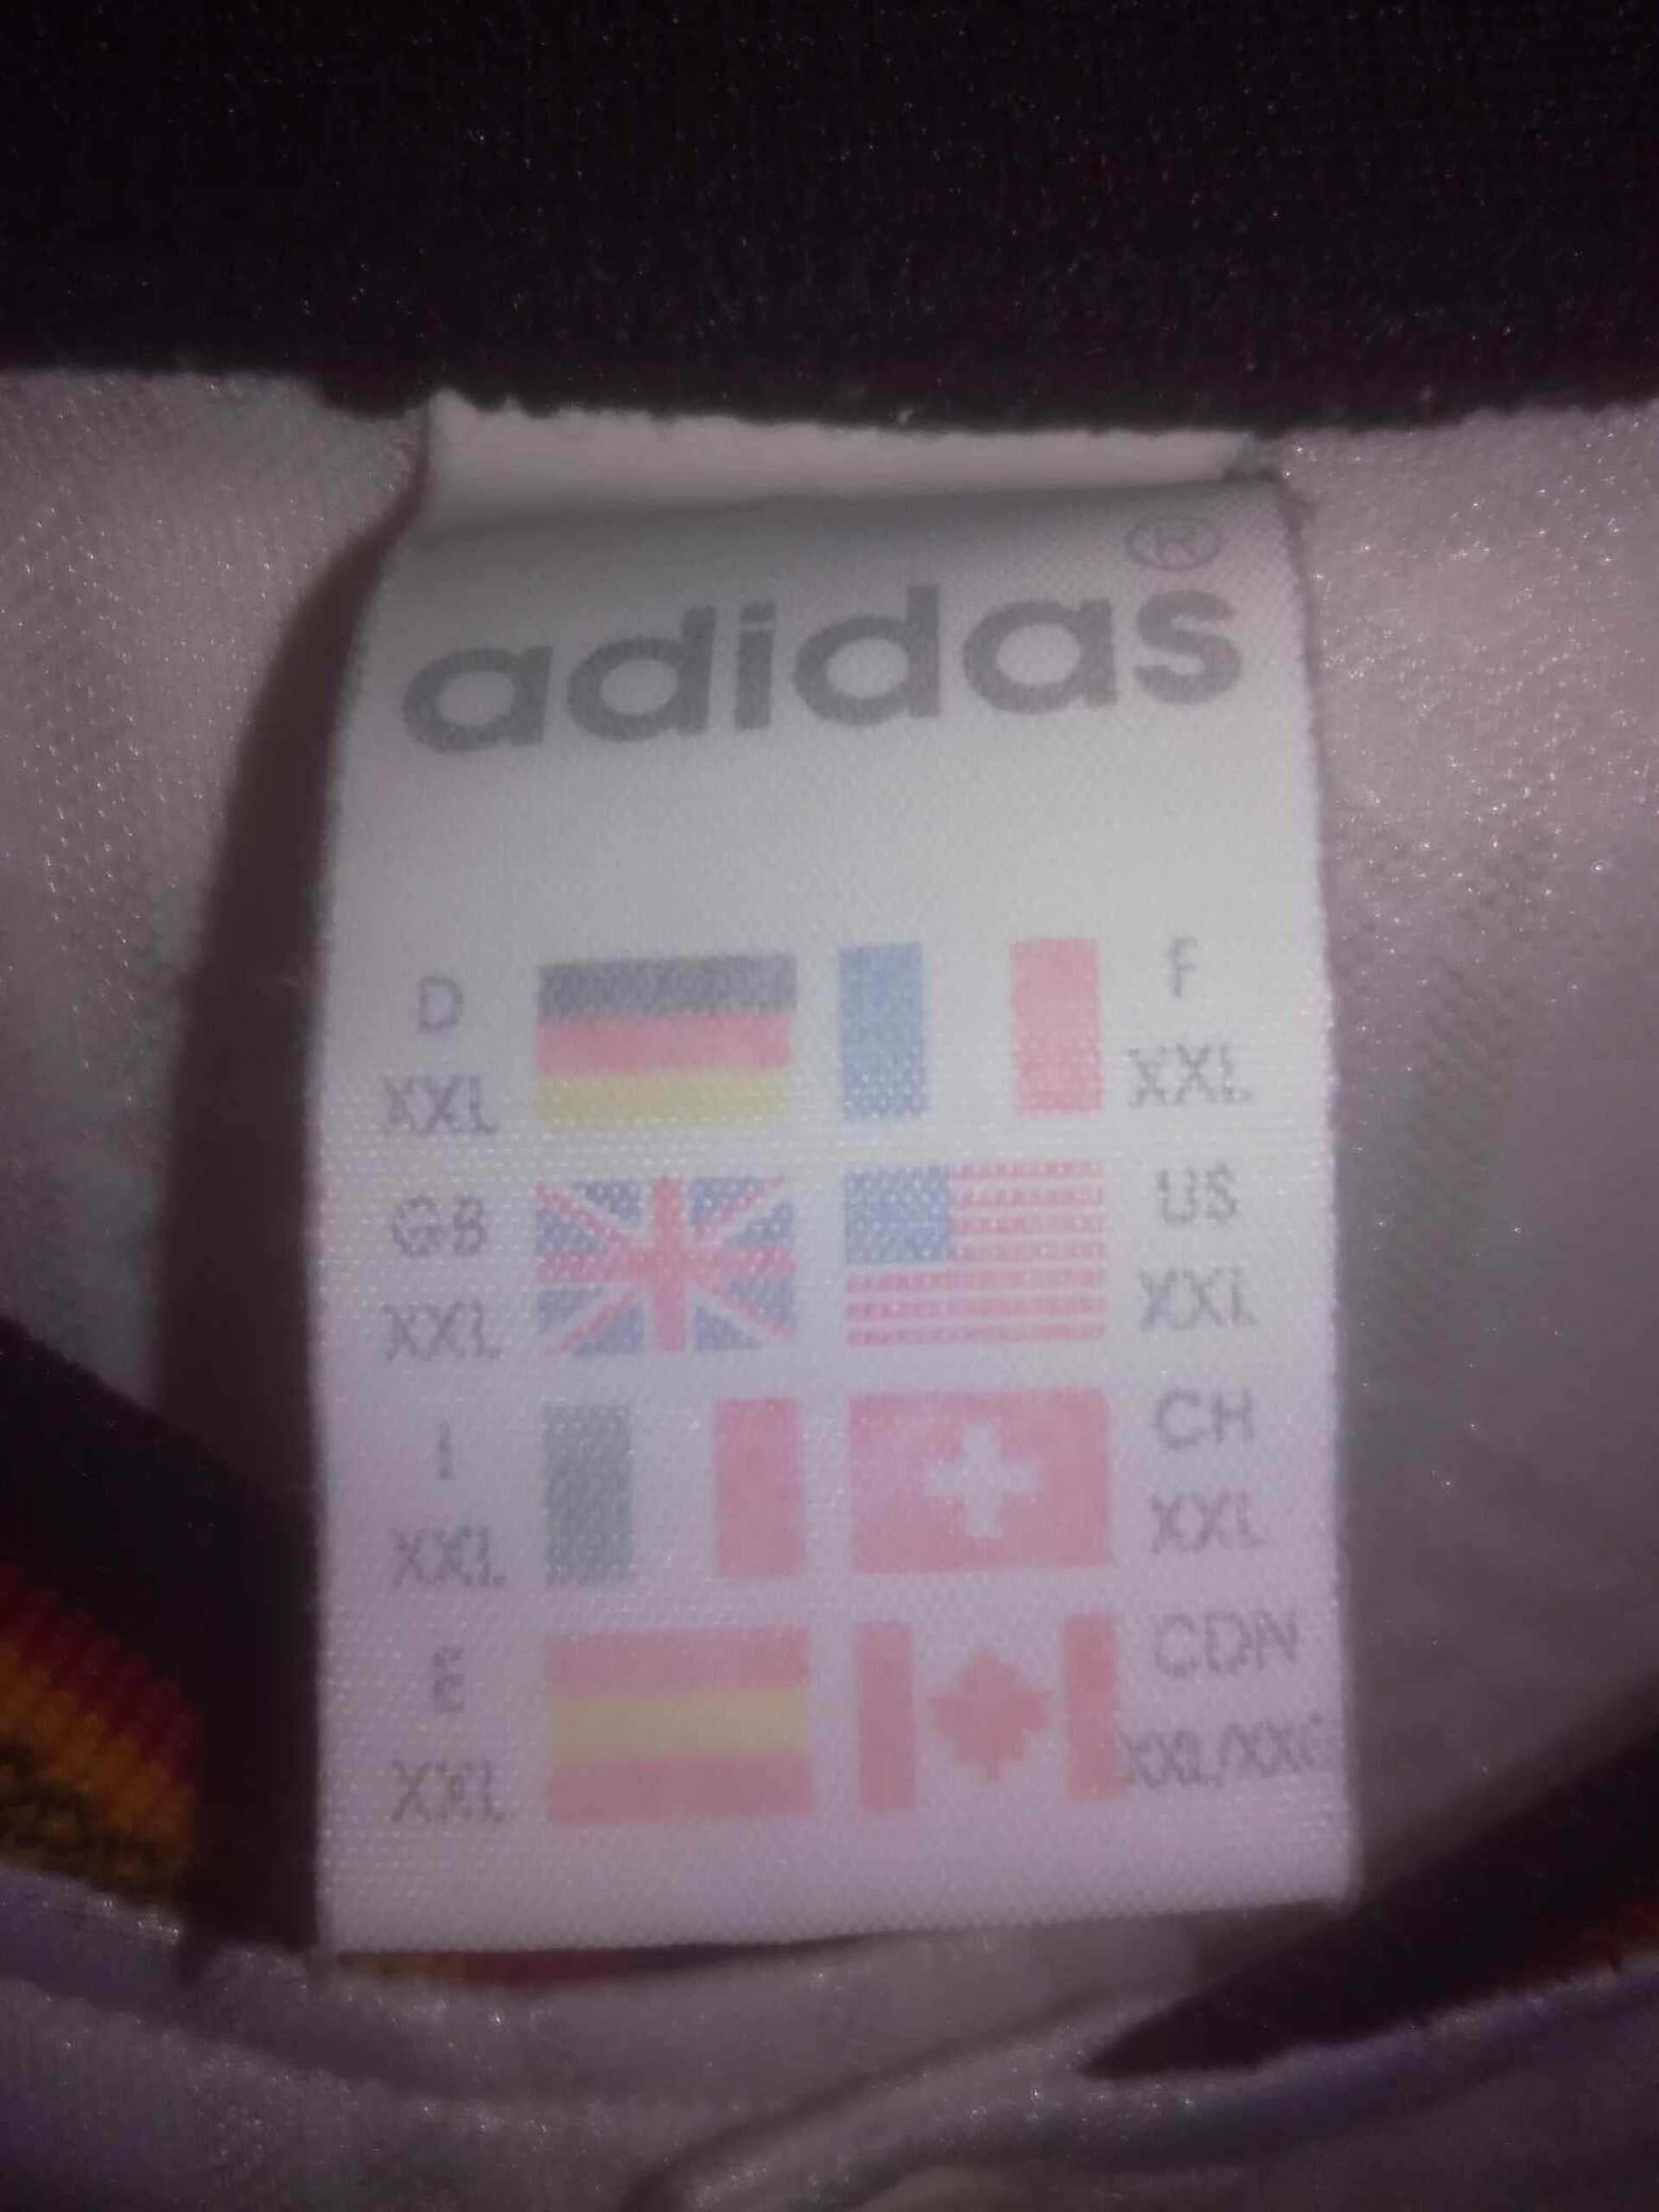 adidas®
D F
XXL XXL
GB US
XXL XXL
I CH
XXL XXL
E CDN
XXL XXL/XXG